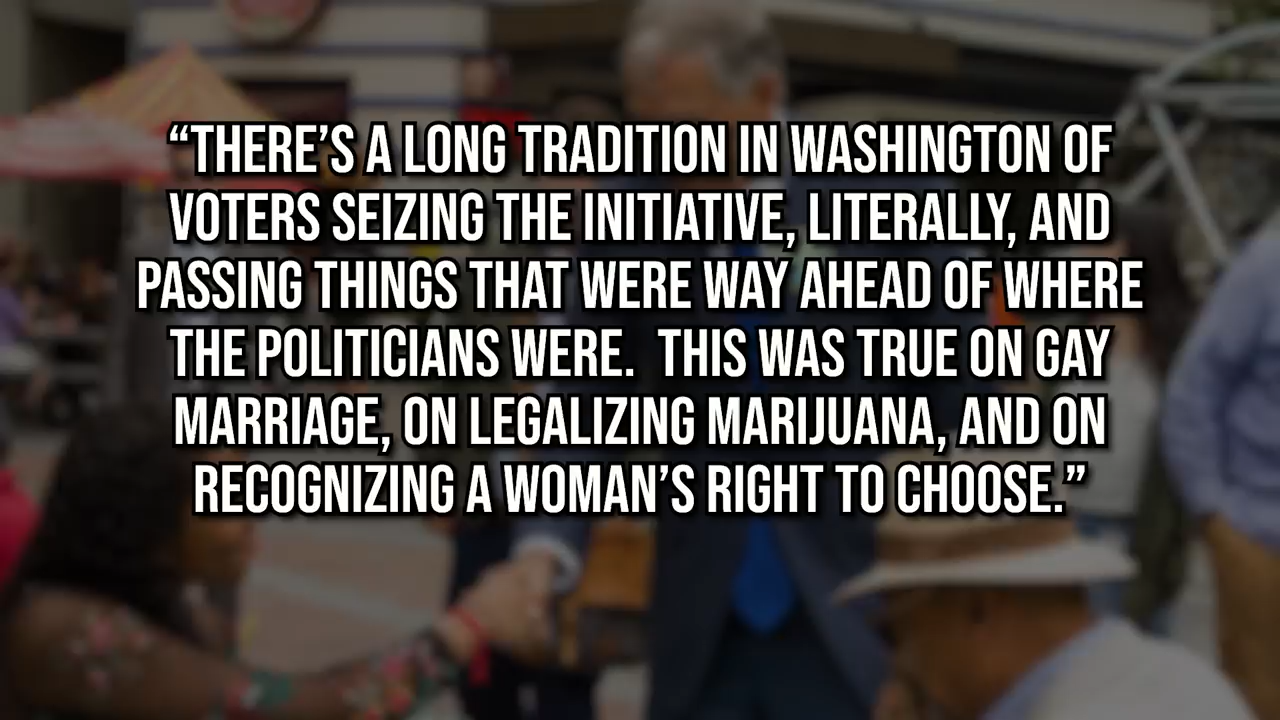 “THERE’S A LONG TRADITION IN WASHINGTON OF
VOTERS SEIZING THE INITIATIVE, LITERALLY, AND
PASSING THINGS THAT WERE WAY AHEAD OF WHERE
THE POLITICIANS WERE.  THIS WAS TRUE ON GAY
MARRIAGE, ON LEGALIZING MARIJUANA, AND ON
RECOGNIZING A WOMAN’S RIGHT TO CHOOSE.”